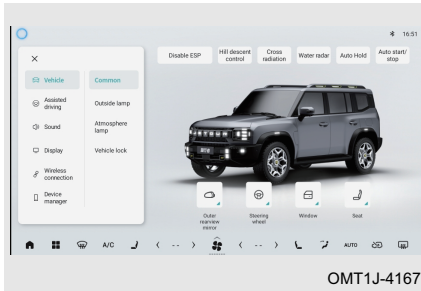 16:51
Disable ESP
Hill descent
control
Cross
radiation
Water radar
Auto Hold
Auto start/
stop
Vehicle
Assisted
driving
Sound
Display
Wireless
connection
Device
manager
Common
Outside lamp
Atmosphere
lamp
Vehicle lock
Outer
rearview
mirror
Steering
wheel
Window
Seat
A/C
< -- >
< -- >
AUTO
OMT1J-4167